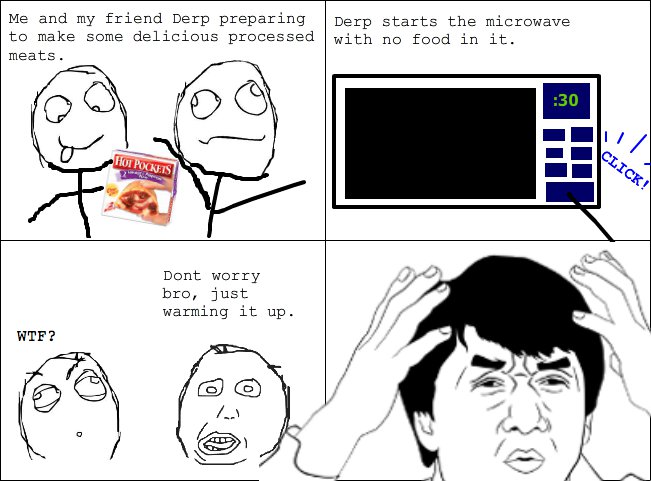 Me and my friend Derp preparing
to make some delicious processed
meats.
HOT POCKETS
Derp starts the microwave
with no food in it.
:30
CLICK!
Dont worry
bro, just
warming it up.
WTF?